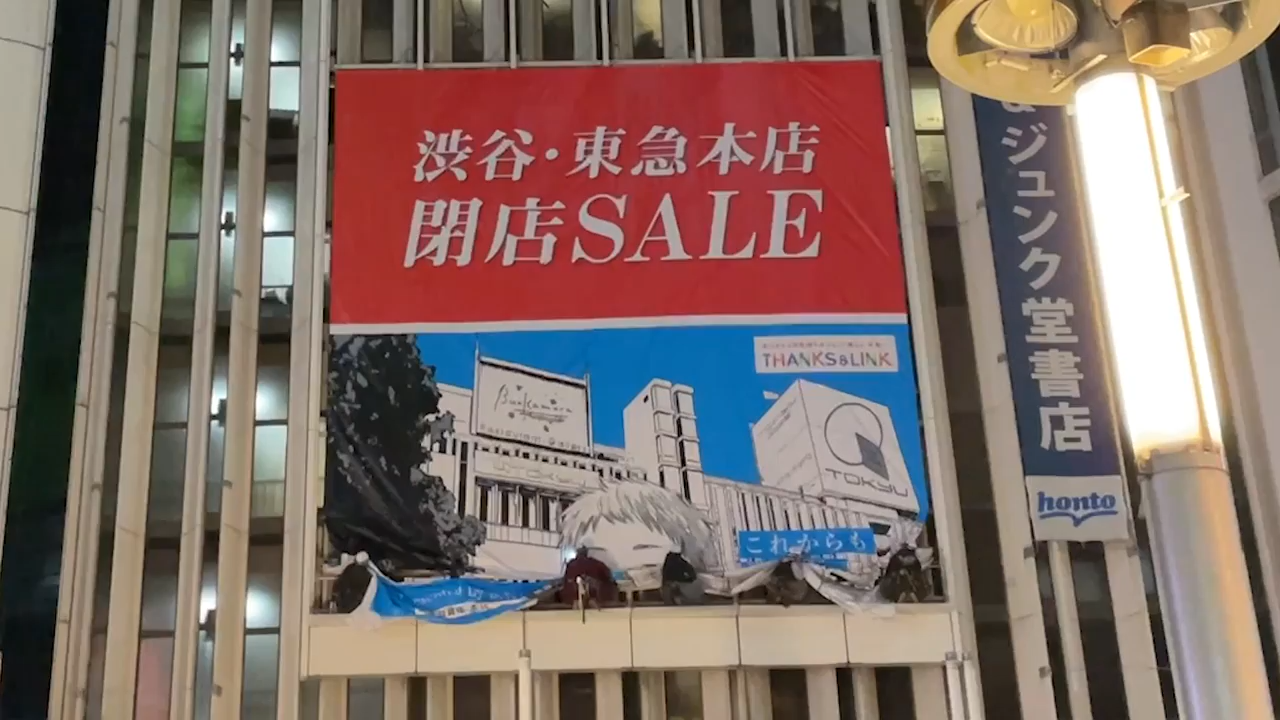 渋谷・東急本店
閉店SALE
THANKS&LINK
Bunkamura
TOKYU
これからも
ジュンク堂書店
honto